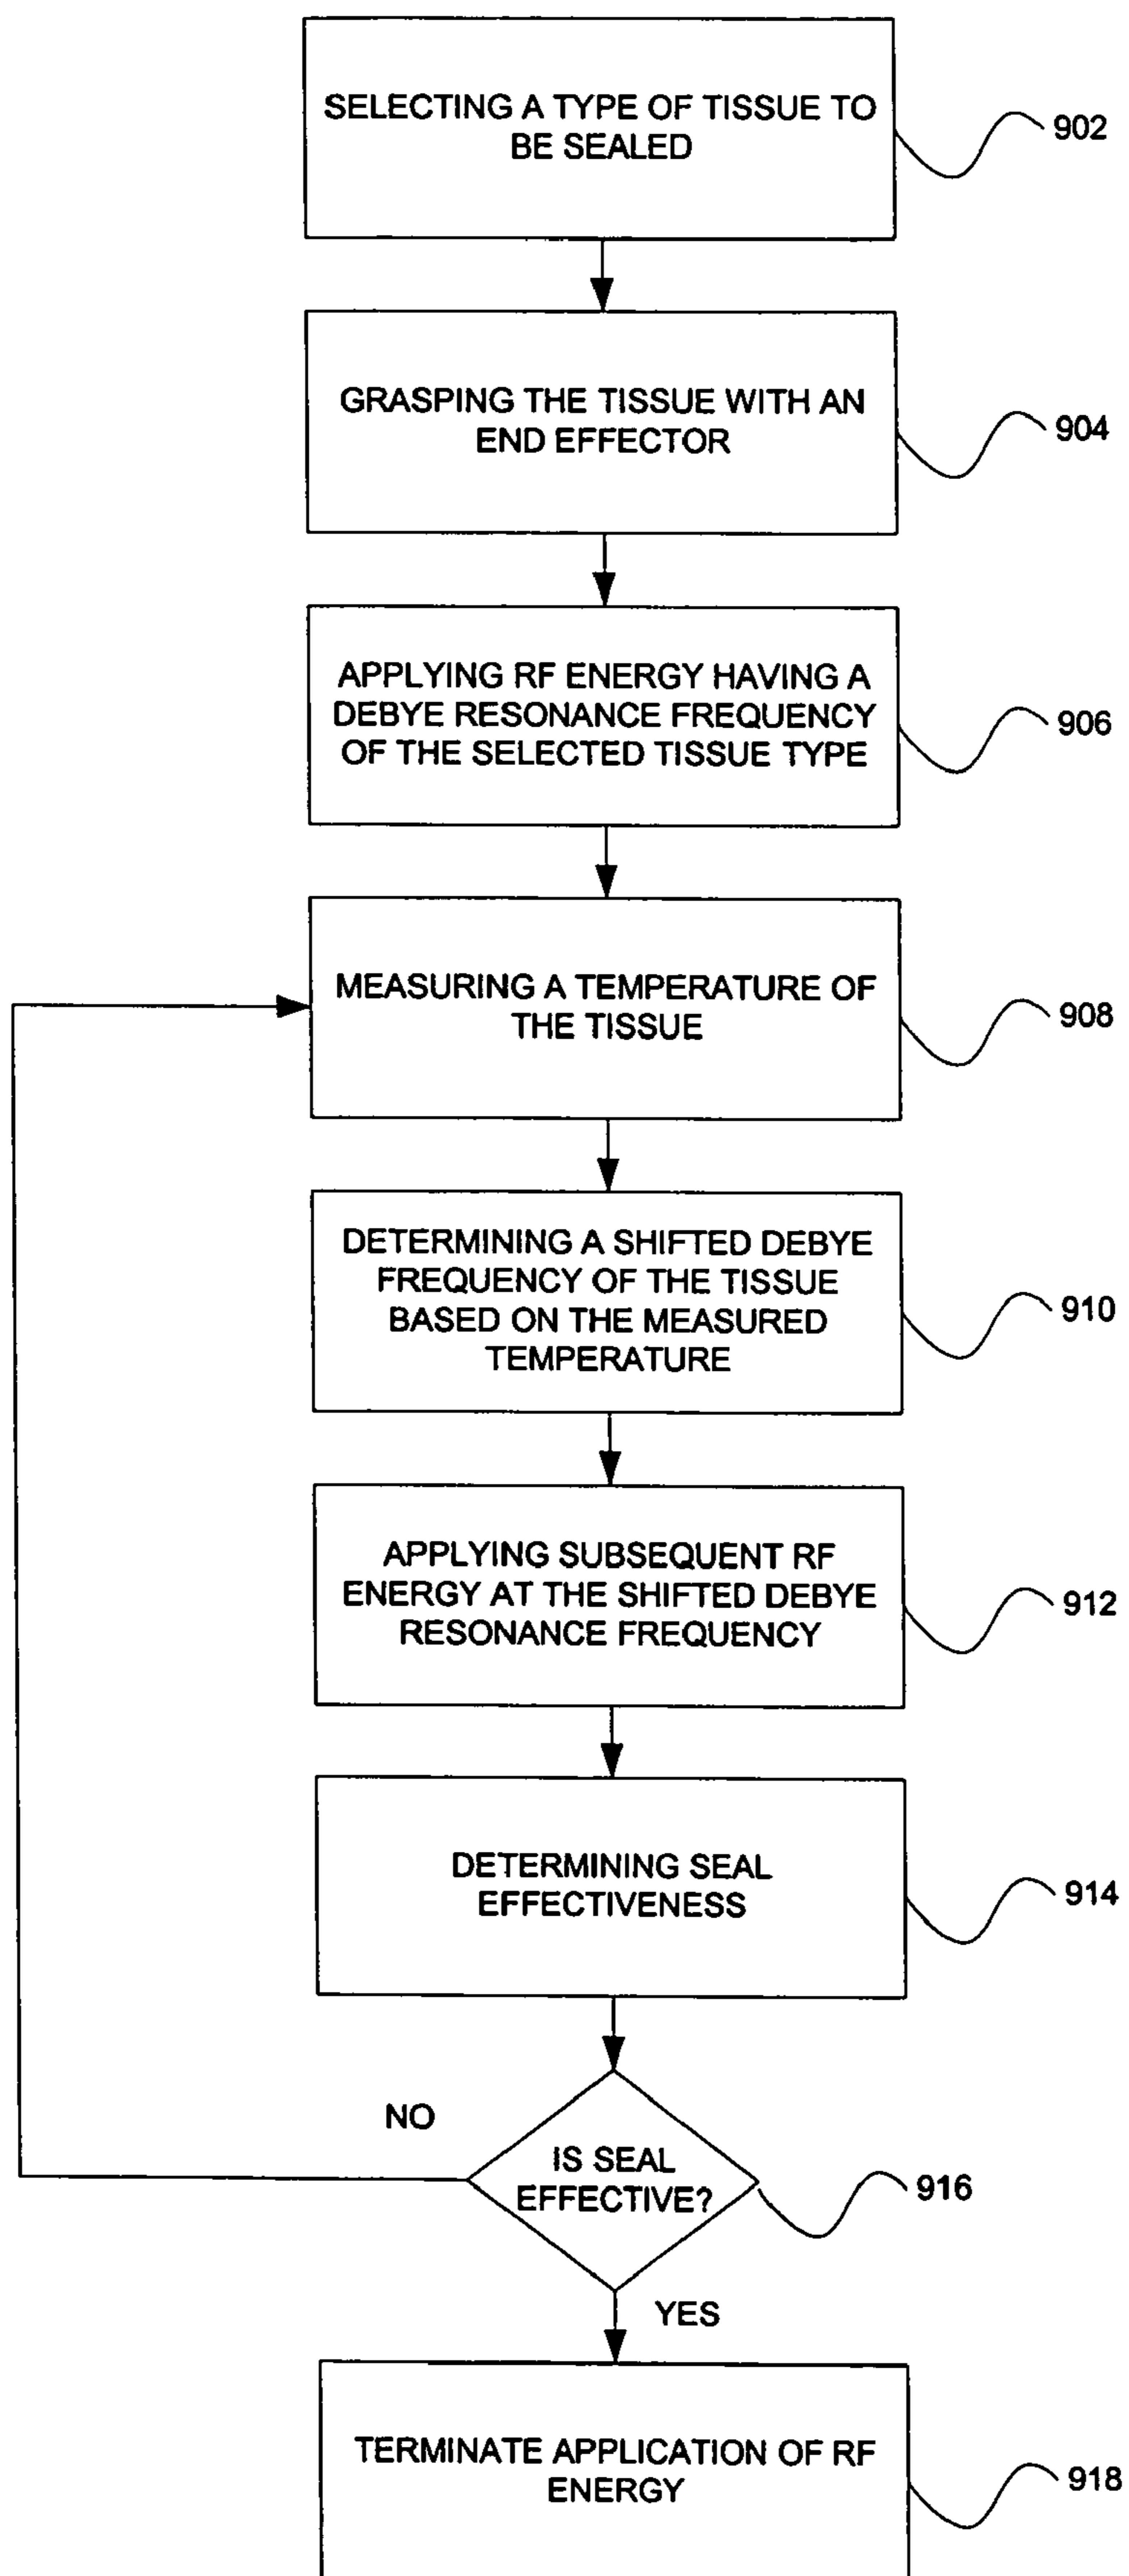 SELECTING A TYPE OF TISSUE TO
BE SEALED
902
GRASPING THE TISSUE WITH AN
END EFFECTOR
904
APPLYING RF ENERGY HAVING A
DEBYE RESONANCE FREQUENCY
OF THE SELECTED TISSUE TYPE
906
MEASURING A TEMPERATURE OF
THE TISSUE
908
DETERMINING A SHIFTED DEBYE
FREQUENCY OF THE TISSUE
BASED ON THE MEASURED
TEMPERATURE
910
APPLYING SUBSEQUENT RF
ENERGY AT THE SHIFTED DEBYE
RESONANCE FREQUENCY
912
DETERMINING SEAL
EFFECTIVENESS
914
NO
IS SEAL
EFFECTIVE?
916
YES
TERMINATE APPLICATION OF RF
ENERGY
918